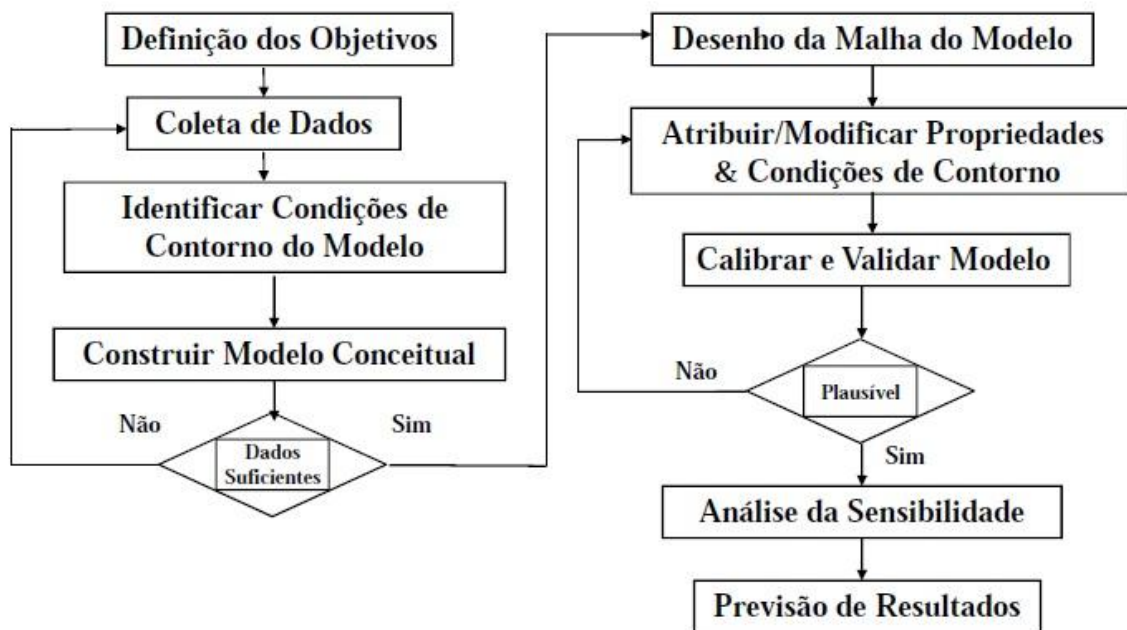 Definição dos Objetivos
Coleta de Dados
Identificar Condições de
Contorno do Modelo
Construir Modelo Conceitual
Não
Sim
Dados
Suficientes
Desenho da Malha do Modelo
Atribuir/Modificar Propriedades
& Condições de Contorno
Calibrar e Validar Modelo
Não
Plausível
Sim
Análise da Sensibilidade
Previsão de Resultados